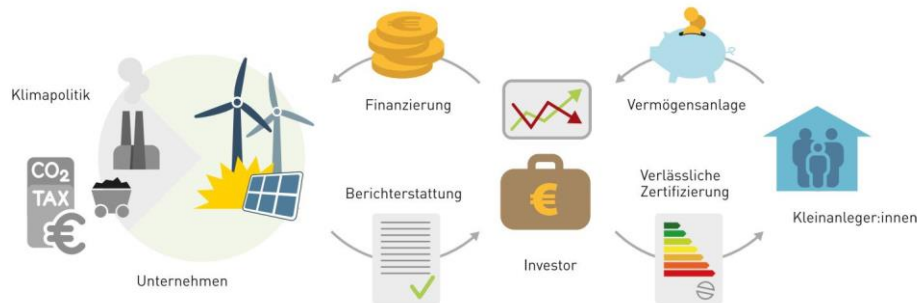 Klimapolitik
CO2
TAX
€
Unternehmen
€
Finanzierung
Berichterstattung
€
Investor
Vermögensanlage
Verlässliche
Zertifizierung
Kleinanleger:innen